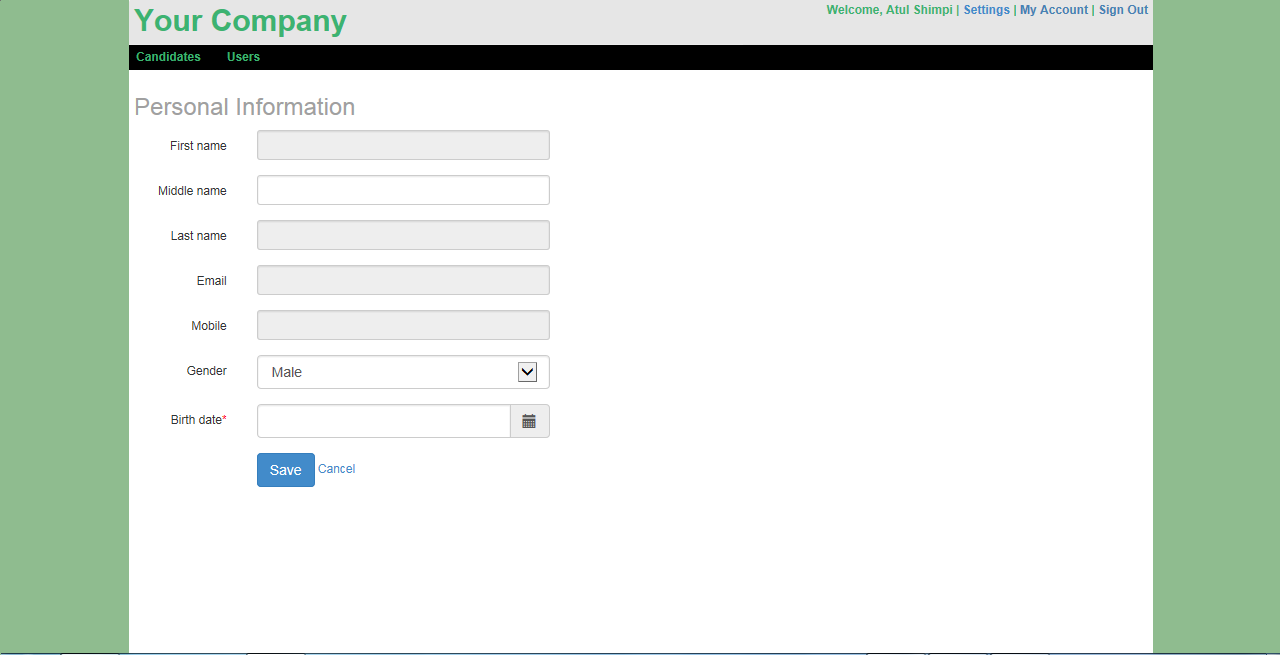 Your Company
Welcome, Atul Shimpi | Settings | My Account | Sign Out
Candidates Users
Personal Information
First name
Middle name
Last name
Email
Mobile
Gender Male
Birth date*
Save Cancel